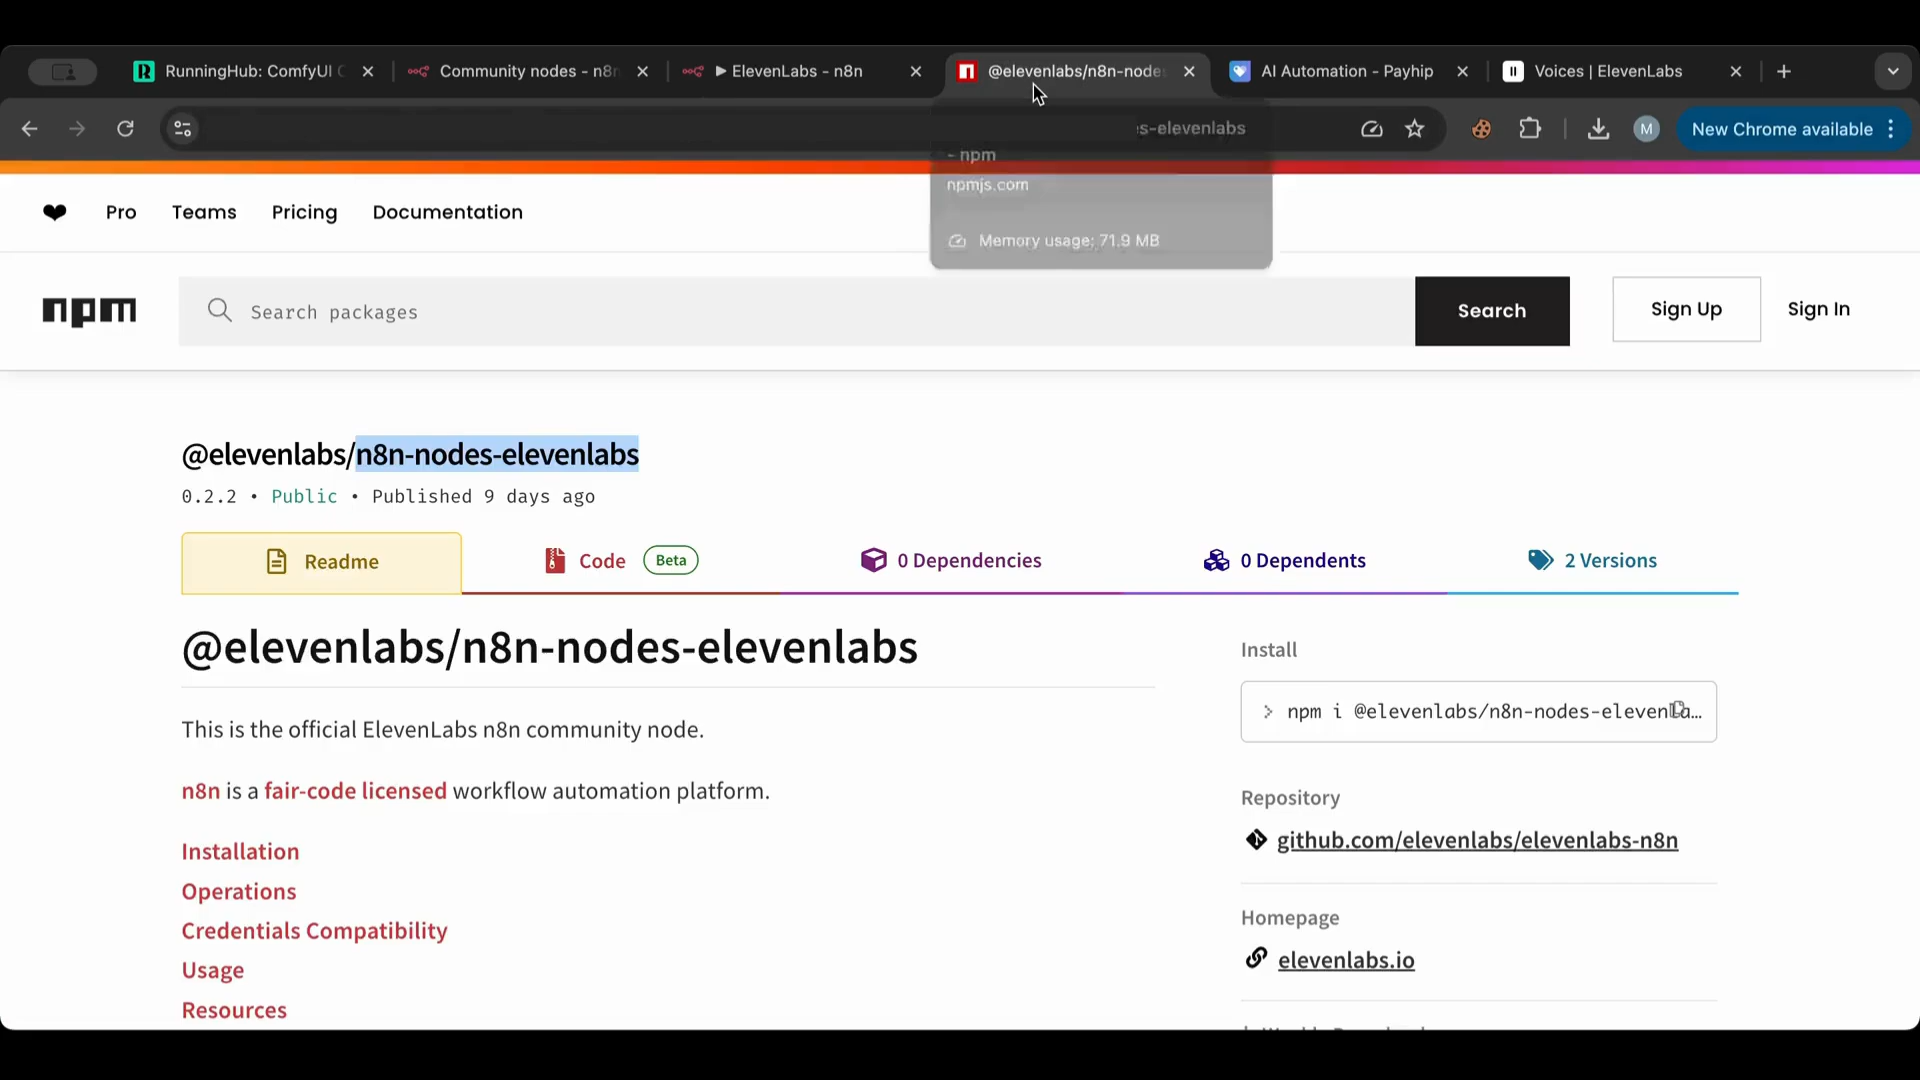 RunningHub: ComfyUI
Community nodes - n8n
▶ ElevenLabs - n8n
@elevenlabs/n8n-node
AI Automation - Payhip
Voices | ElevenLabs
s-elevenlabs
M
New Chrome available
- npm
npmjs.com
Memory usage: 71.9 MB
Pro
Teams
Pricing
Documentation
npm
Search packages
Search
Sign Up
Sign In
@elevenlabs/n8n-nodes-elevenlabs
0.2.2 • Public • Published 9 days ago
Readme
Code
Beta
0 Dependencies
0 Dependents
2 Versions
@elevenlabs/n8n-nodes-elevenlabs
This is the official ElevenLabs n8n community node.
n8n is a fair-code licensed workflow automation platform.
Installation
Operations
Credentials Compatibility
Usage
Resources
Install
> npm i @elevenlabs/n8n-nodes-elevenla…
Repository
github.com/elevenlabs/elevenlabs-n8n
Homepage
elevenlabs.io